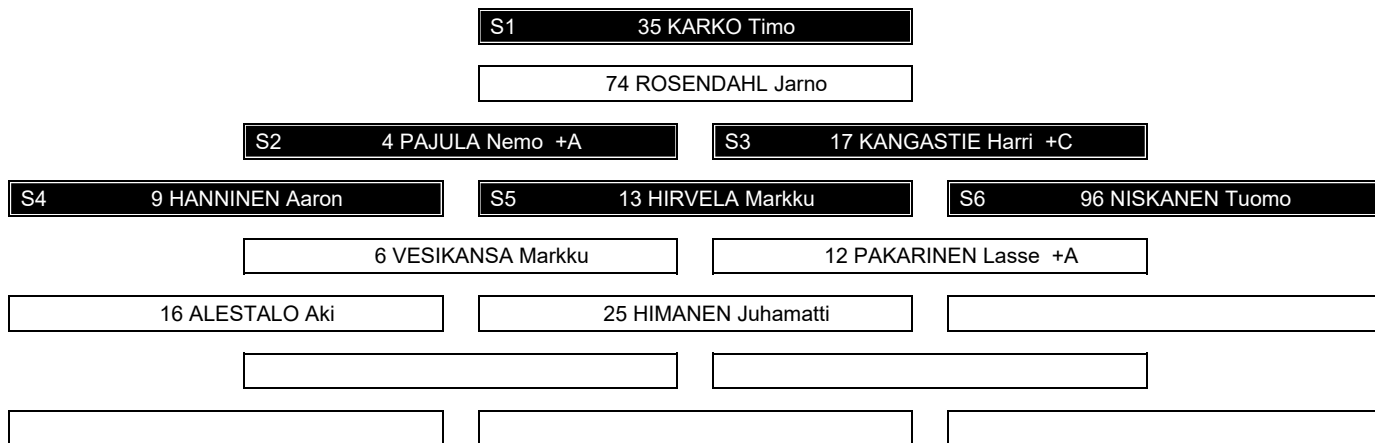 S1 35 KARKO Timo
74 ROSENDAHL Jarno
S2 4 PAJULA Nemo +A S3 17 KANGASTIE Harri +C
S4 9 HANNINEN Aaron S5 13 HIRVELA Markku S6 96 NISKANEN Tuomo
6 VESIKANSA Markku 12 PAKARINEN Lasse +A
16 ALESTALO Aki 25 HIMANEN Juhamatti